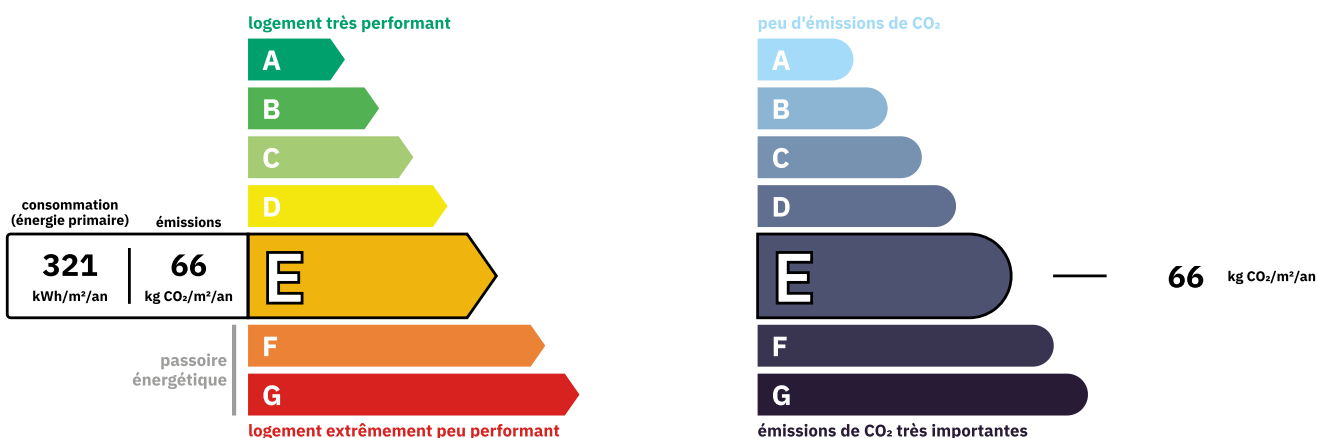 logement très performant
A
B
C
D
consommation
(énergie primaire)
émissions
321
kWh/m²/an
66
kg CO₂/m²/an
E
F
passoire
énergétique
G
logement extrêmement peu performant
peu d'émissions de CO₂
A
B
C
D
E
66
kg CO₂/m²/an
F
G
émissions de CO₂ très importantes